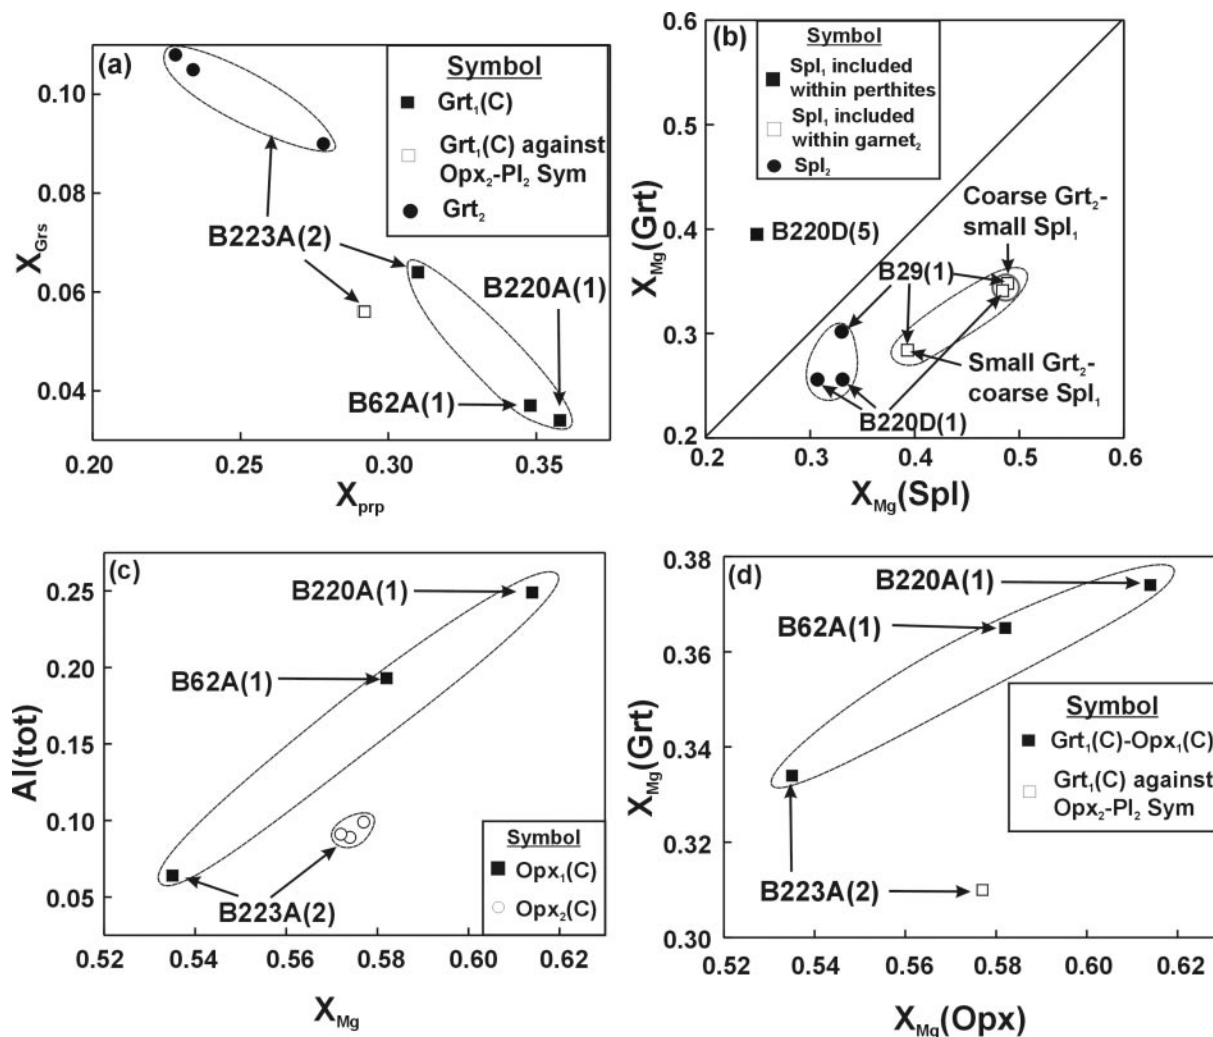 (a)
Symbol
Grt₁(C)
Grt₁(C) against
Opx₂-Pl₂ Sym
Grt₂
B223A(2)
B220A(1)
B62A(1)
0.10
0.08
0.06
0.04
0.20
0.25
0.30
0.35
X_Grs
X_prp
(b)
Symbol
Spl₁ included
within perthites
Spl₁ included
within garnet₂
Spl₂
B220D(5)
B29(1)
Coarse Grt₂-
small Spl₁
Small Grt₂-
coarse Spl₁
B220D(1)
0.6
0.5
0.4
0.3
0.2
0.2
0.3
0.4
0.5
0.6
X_Mg(Grt)
X_Mg(Spl)
(c)
B220A(1)
B62A(1)
B223A(2)
Symbol
Opx₁(C)
Opx₂(C)
0.25
0.20
0.15
0.10
0.05
0.52
0.54
0.56
0.58
0.60
0.62
Al(tot)
X_Mg
(d)
B220A(1)
B62A(1)
B223A(2)
Symbol
Grt₁(C)-Opx₁(C)
Grt₁(C) against
Opx₂-Pl₂ Sym
0.38
0.36
0.34
0.32
0.30
0.52
0.54
0.56
0.58
0.60
0.62
X_Mg(Grt)
X_Mg(Opx)